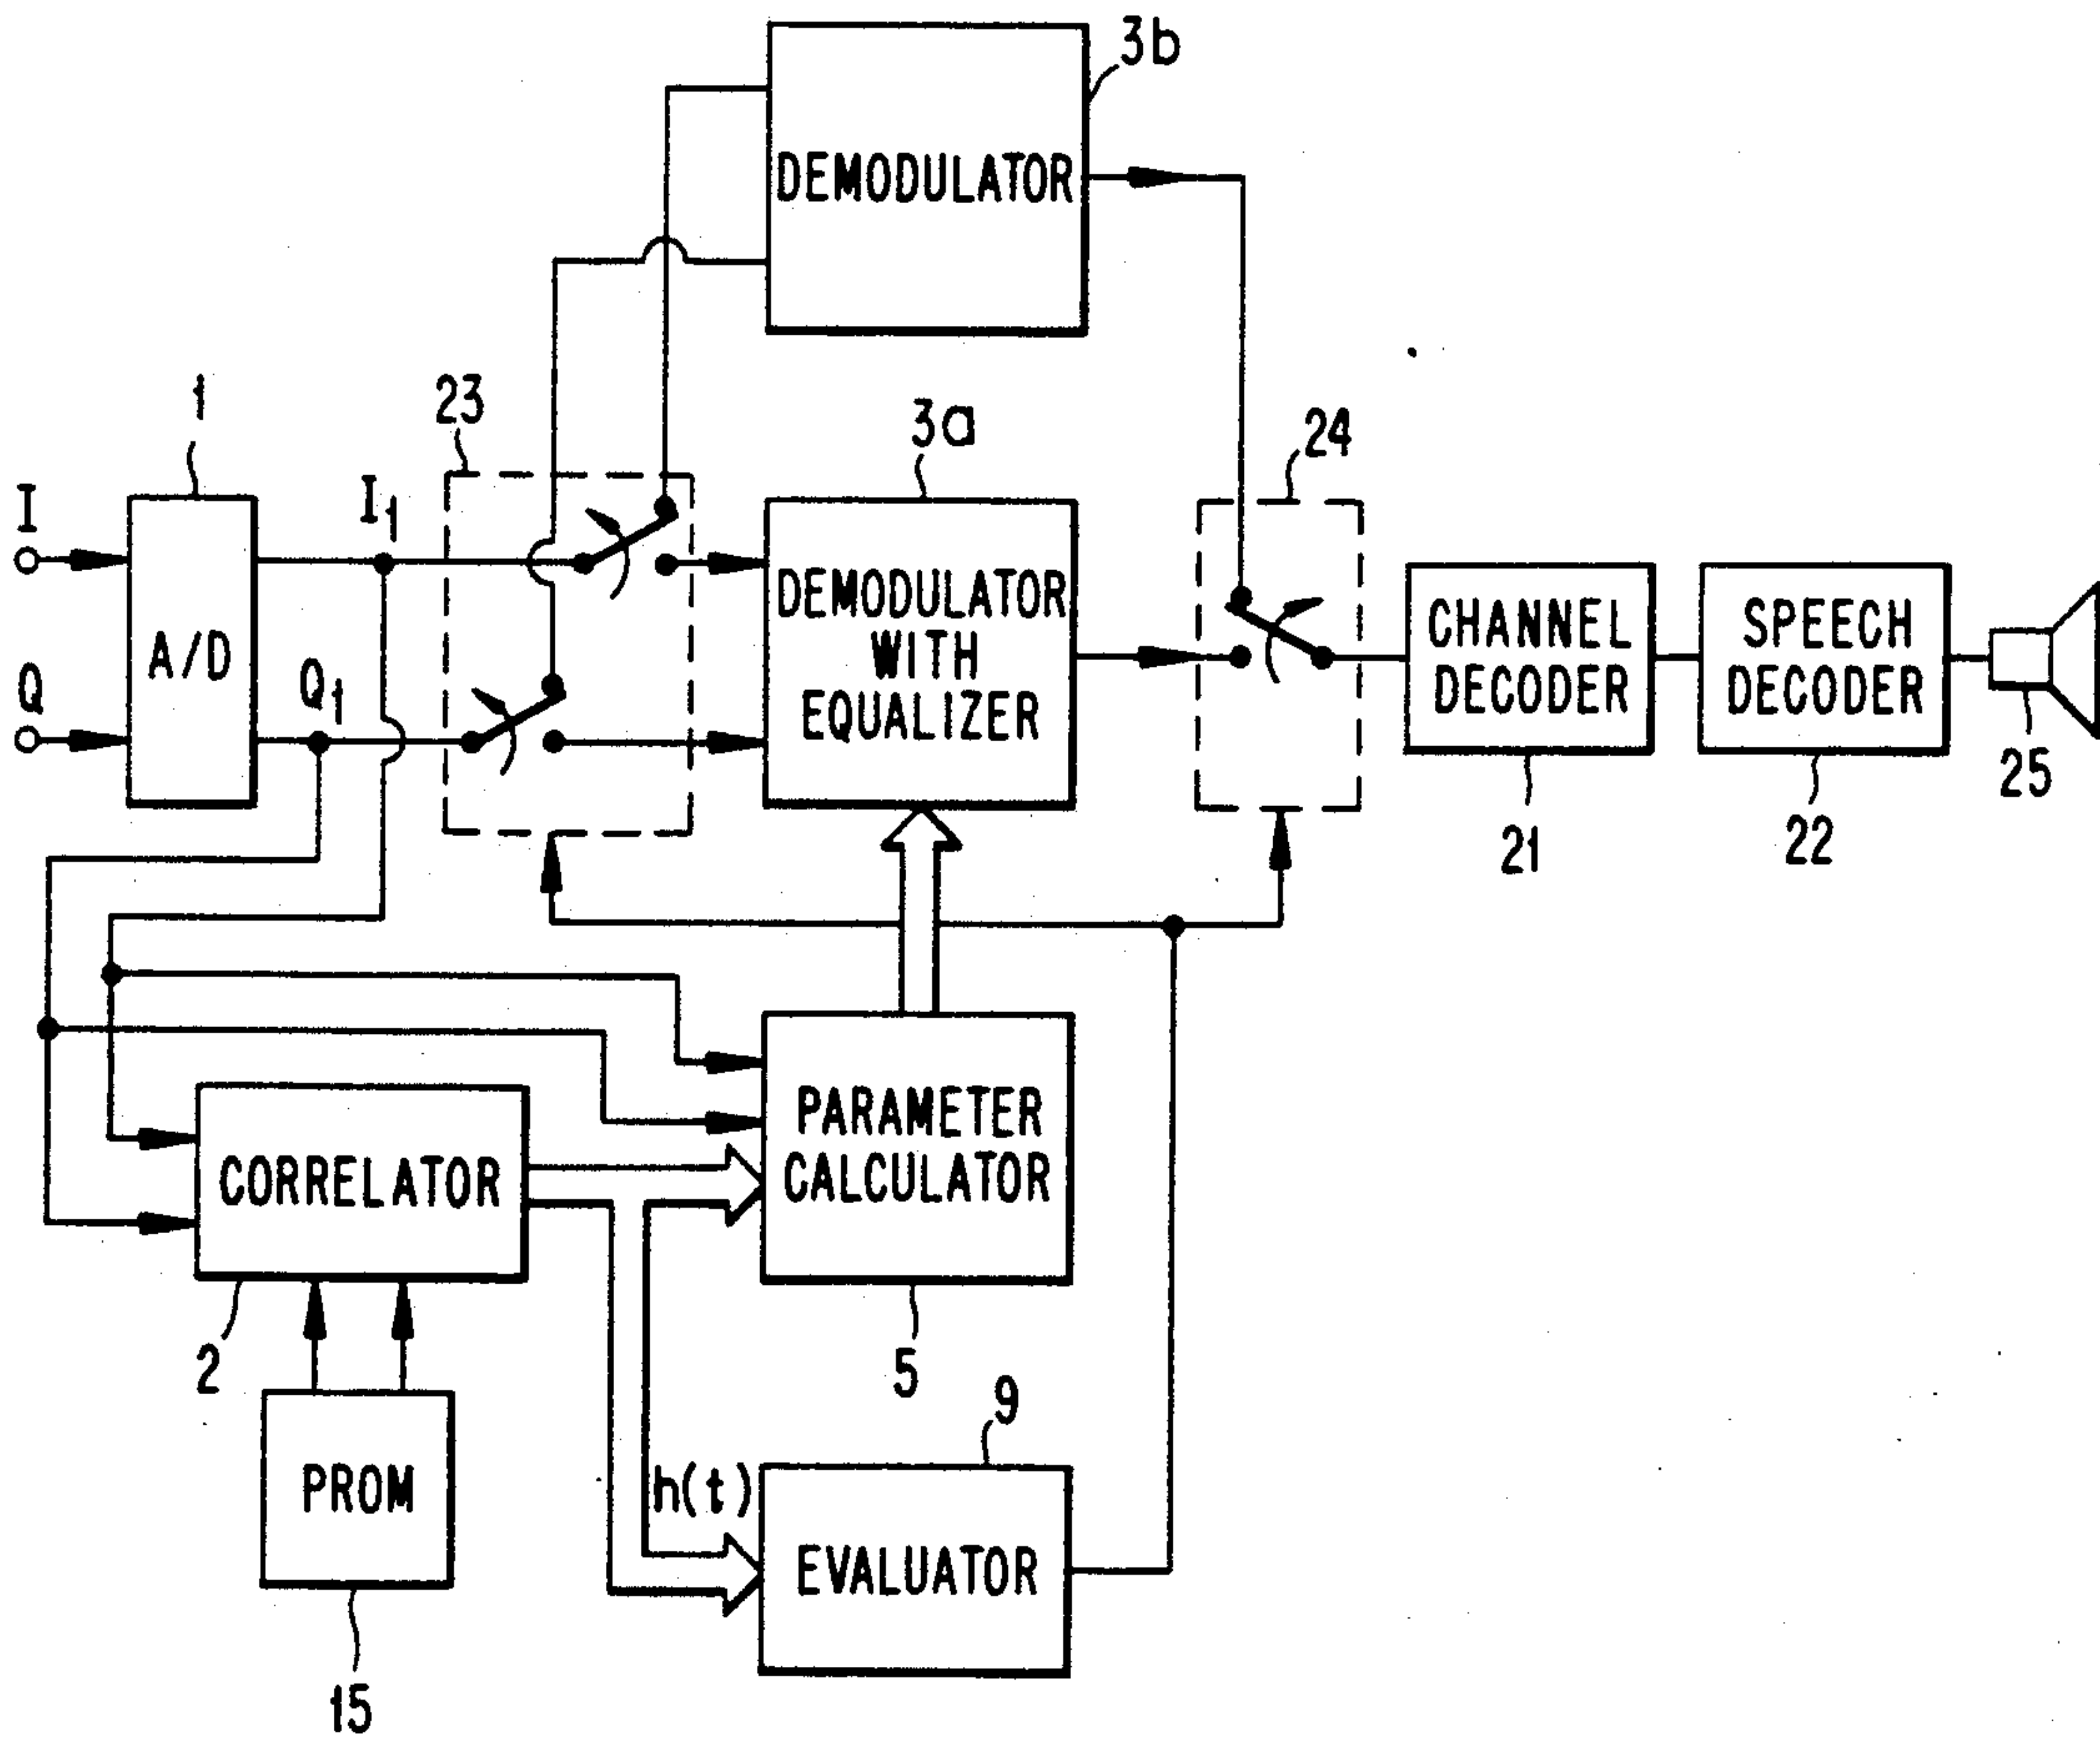 3b
DEMODULATOR
1
23
3a
24
I
I1
A/D
Q
Q1
DEMODULATOR
WITH
EQUALIZER
CHANNEL
DECODER
SPEECH
DECODER
25
21
22
PARAMETER
CALCULATOR
CORRELATOR
2
5
9
PROM
h(t)
EVALUATOR
15